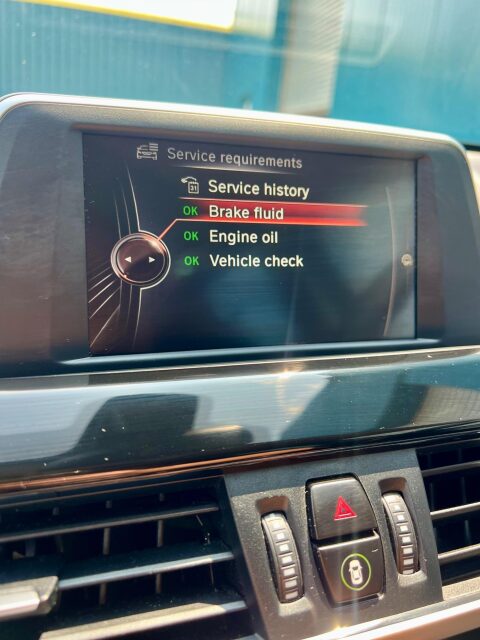 Service requirements
Service history
OK Brake fluid
OK Engine oil
OK Vehicle check